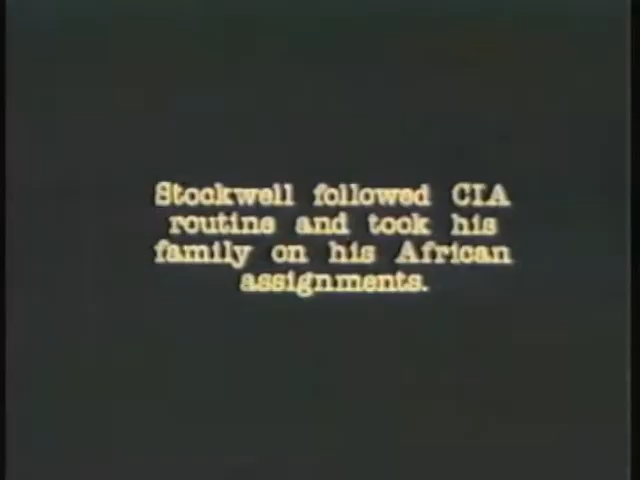 Stockwell followed CIA
routine and took his
family on his African
assignments.